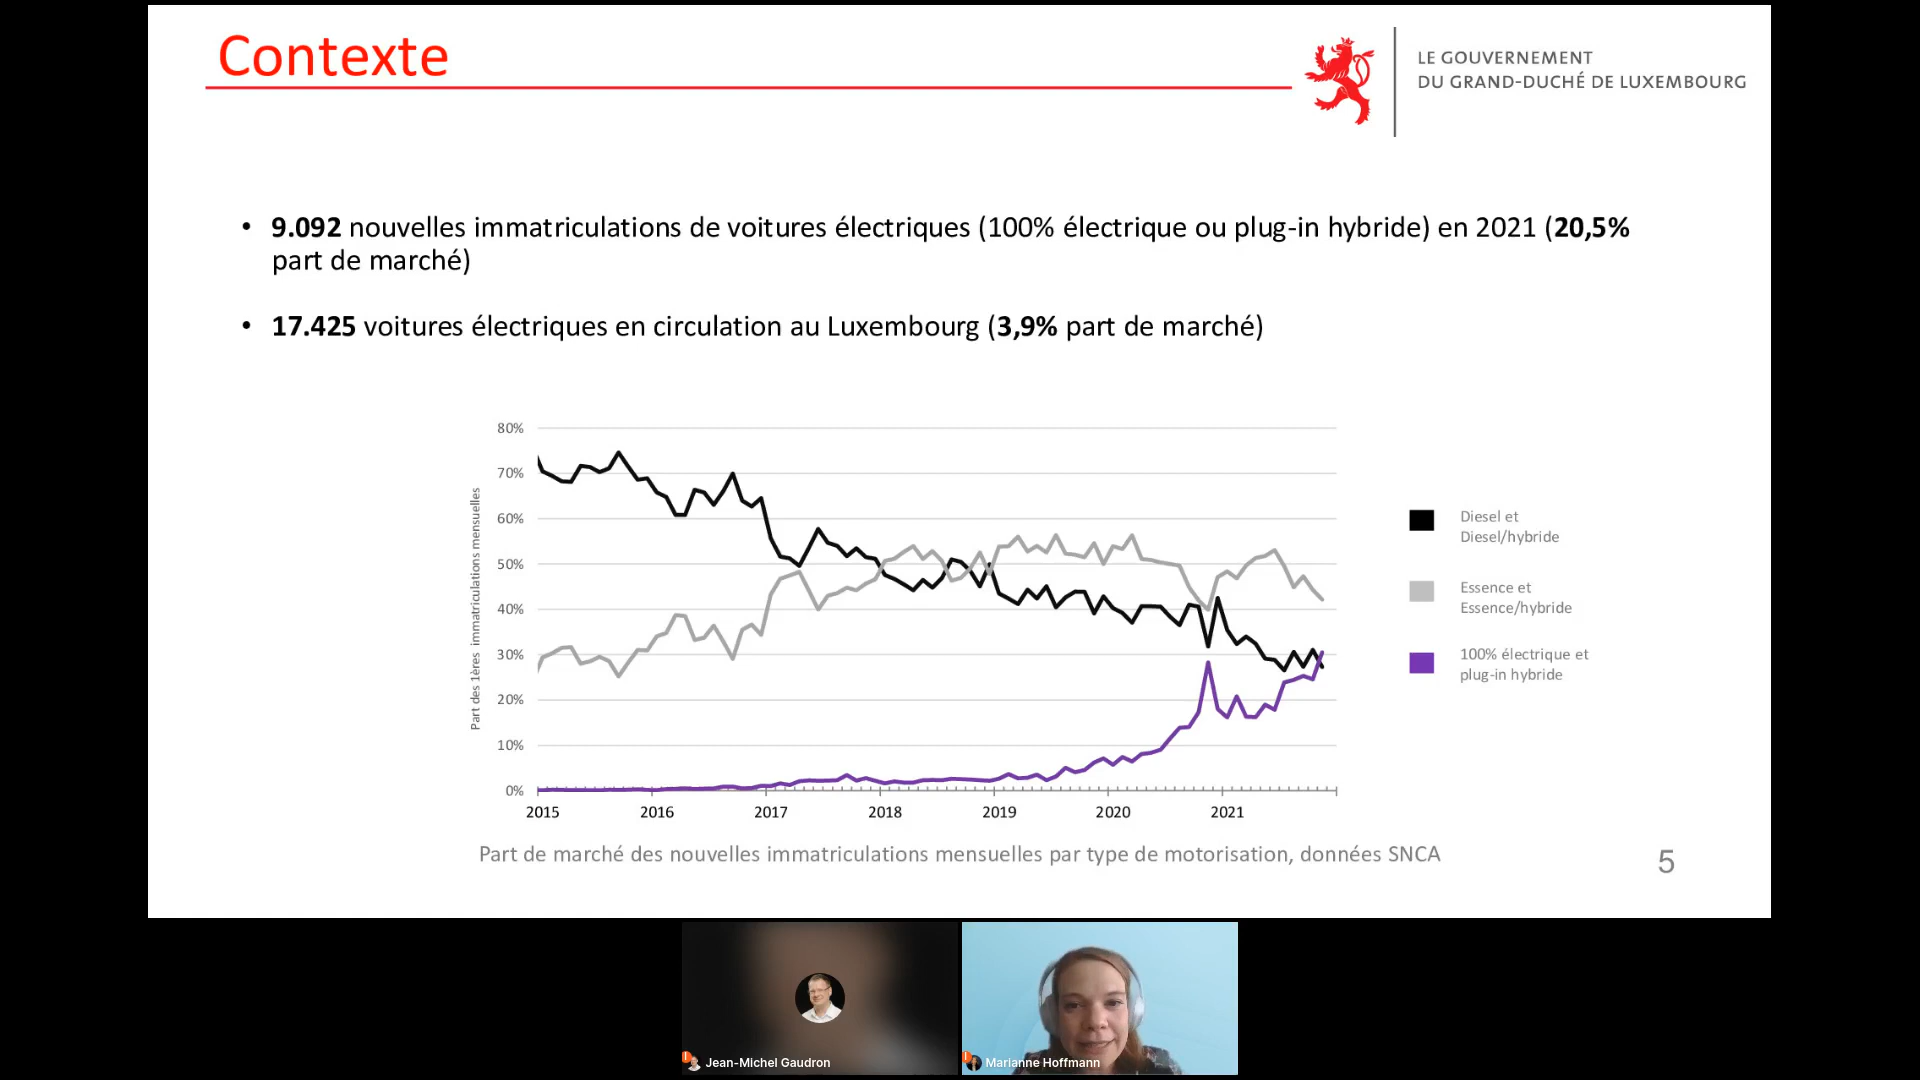 Contexte
LE GOUVERNEMENT
DU GRAND-DUCHÉ DE LUXEMBOURG
• 9.092 nouvelles immatriculations de voitures électriques (100% électrique ou plug-in hybride) en 2021 (20,5%
part de marché)
• 17.425 voitures électriques en circulation au Luxembourg (3,9% part de marché)
Part des 1ères immatriculations mensuelles
80%
70%
60%
50%
40%
30%
20%
10%
0%
2015 2016 2017 2018 2019 2020 2021
Diesel et
Diesel/hybride
Essence et
Essence/hybride
100% électrique et
plug-in hybride
Part de marché des nouvelles immatriculations mensuelles par type de motorisation, données SNCA
5
Jean-Michel Gaudron
Marianne Hoffmann